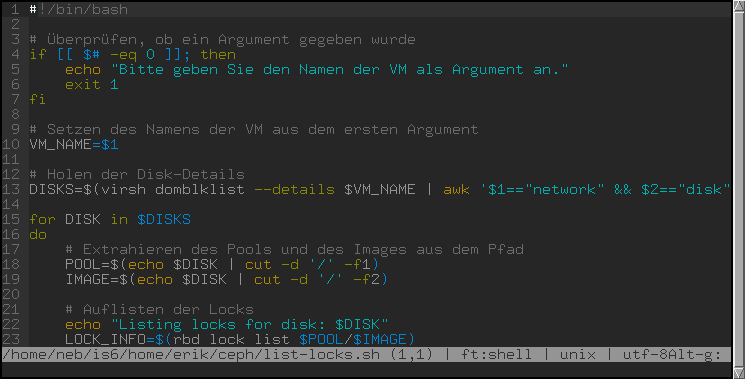 1 #!/bin/bash
2
3 # Überprüfen, ob ein Argument gegeben wurde
4 if [[ $# -eq 0 ]]; then
5     echo "Bitte geben Sie den Namen der VM als Argument an."
6     exit 1
7 fi
8
9 # Setzen des Namens der VM aus dem ersten Argument
10 VM_NAME=$1
11
12 # Holen der Disk-Details
13 DISKS=$(virsh domblklist --details $VM_NAME | awk '$1=="network" && $2=="disk"
14
15 for DISK in $DISKS
16 do
17     # Extrahieren des Pools und des Images aus dem Pfad
18     POOL=$(echo $DISK | cut -d '/' -f1)
19     IMAGE=$(echo $DISK | cut -d '/' -f2)
20
21     # Auflisten der Locks
22     echo "Listing locks for disk: $DISK"
23     LOCK_INFO=$(rbd lock list $POOL/$IMAGE)
/home/neb/is6/home/erik/ceph/list-locks.sh (1,1) | ft:shell | unix | utf-8Alt-g: